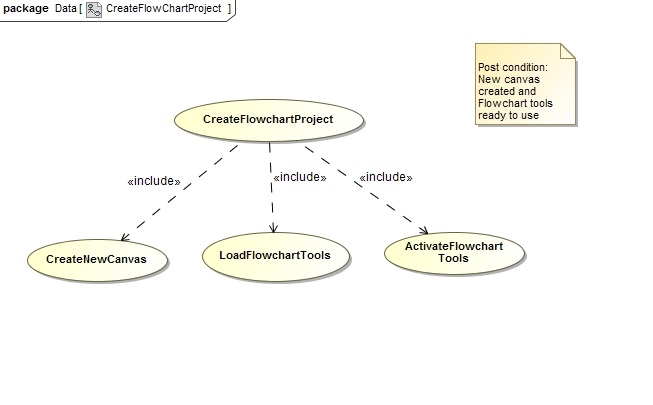 package Data [ CreateFlowChartProject ]
Post condition:
New canvas
created and
Flowchart tools
ready to use
CreateFlowchartProject
«include» «include» «include»
CreateNewCanvas
LoadFlowchartTools
ActivateFlowchart
Tools